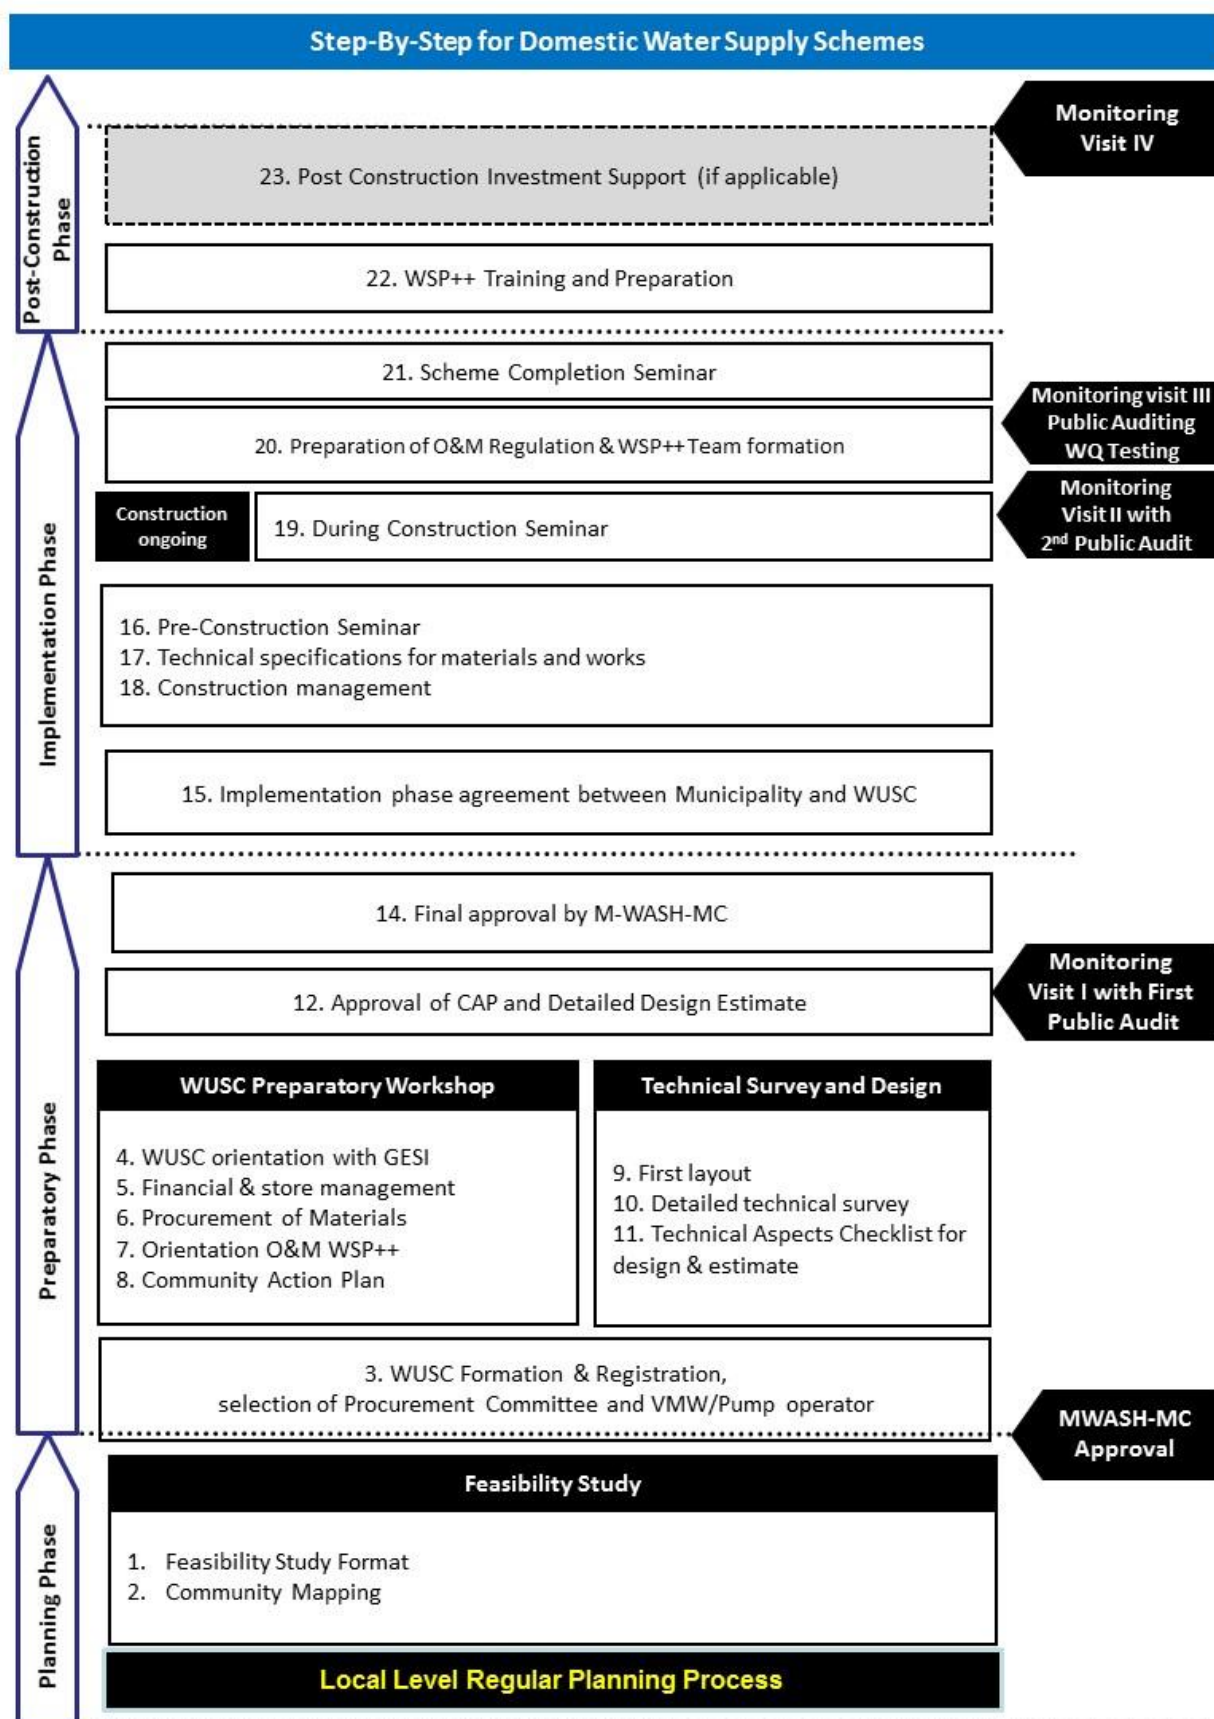 Step-By-Step for Domestic Water Supply Schemes
Post-Construction
Phase
Monitoring
Visit IV
23. Post Construction Investment Support (if applicable)
22. WSP++ Training and Preparation
Implementation Phase
21. Scheme Completion Seminar
20. Preparation of O&M Regulation & WSP++ Team formation
Monitoring visit III
Public Auditing
WQ Testing
Construction
ongoing
19. During Construction Seminar
Monitoring
Visit II with
2nd Public Audit
16. Pre-Construction Seminar
17. Technical specifications for materials and works
18. Construction management
15. Implementation phase agreement between Municipality and WUSC
Preparatory Phase
14. Final approval by M-WASH-MC
12. Approval of CAP and Detailed Design Estimate
Monitoring
Visit I with First
Public Audit
WUSC Preparatory Workshop
4. WUSC orientation with GESI
5. Financial & store management
6. Procurement of Materials
7. Orientation O&M WSP++
8. Community Action Plan
Technical Survey and Design
9. First layout
10. Detailed technical survey
11. Technical Aspects Checklist for
design & estimate
3. WUSC Formation & Registration,
selection of Procurement Committee and VMW/Pump operator
MWASH-MC
Approval
Planning Phase
Feasibility Study
1. Feasibility Study Format
2. Community Mapping
Local Level Regular Planning Process